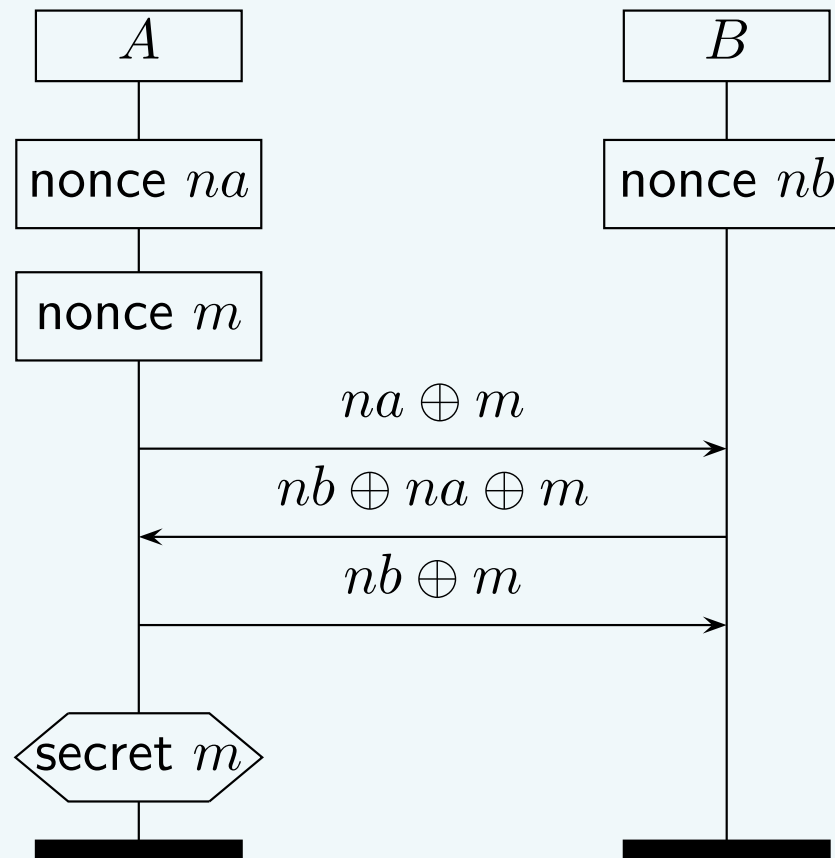 A
B
nonce na
nonce nb
nonce m
na ⊕ m
nb ⊕ na ⊕ m
nb ⊕ m
secret m